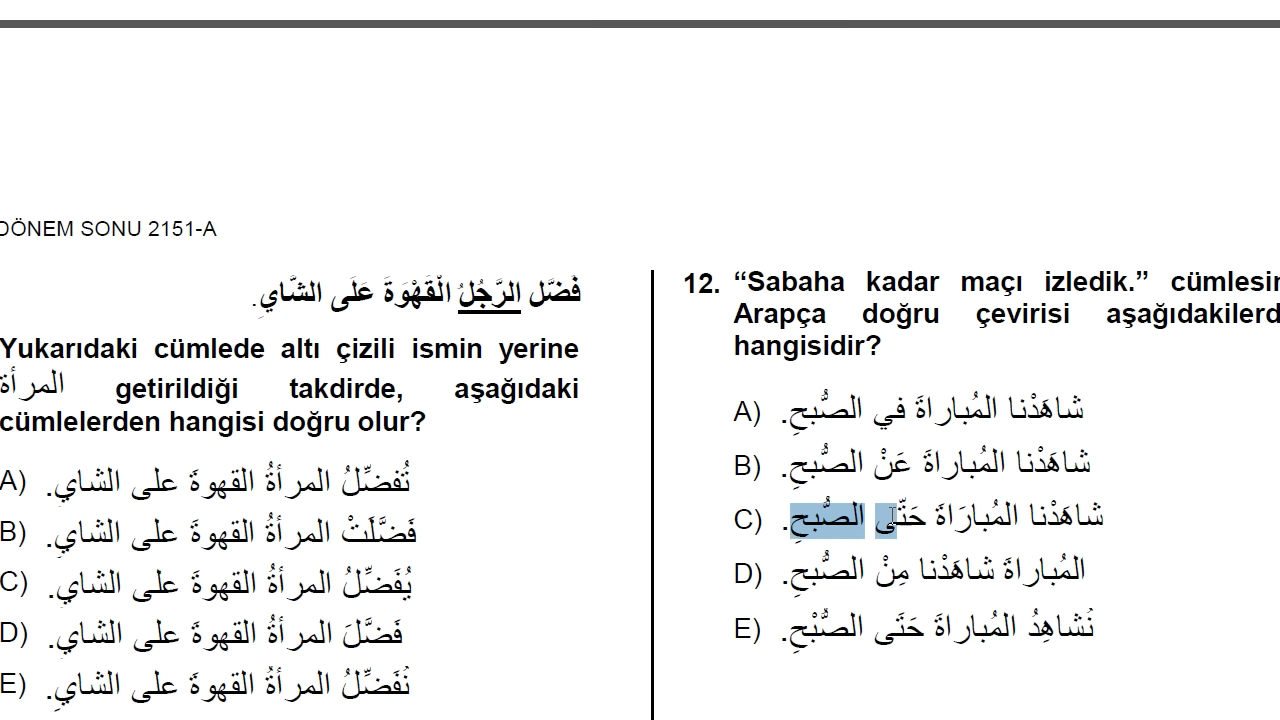 DÖNEM SONU 2151-A
فَضَّل الرَّجُلُ الْقَهْوَةَ عَلَى الشَّايِ.
Yukarıdaki cümlede altı çizili ismin yerine
المرأة getirildiği takdirde, aşağıdaki
cümlelerden hangisi doğru olur?
A) تُفضِّلُ المرأةُ القهوةَ على الشايِ.
B) فَضَّلَتْ المرأةُ القهوةَ على الشايِ.
C) يُفَضِّلُ المرأةُ القهوةَ على الشايِ.
D) فَضَّلَ المرأةُ القهوةَ على الشايِ.
E) نُفَضِّلُ المرأةُ القهوةَ على الشايِ.
12. “Sabaha kadar maçı izledik.” cümlesin
Arapça doğru çevirisi aşağıdakilerd
hangisidir?
A) شاهَدْنا المُباراةَ في الصُّبحِ.
B) شاهَدْنا المُباراةَ عَنْ الصُّبحِ.
C) شاهَدْنا المُبارَاةَ حَتّى الصُّبحِ.
D) المُباراةَ شاهَدْنا مِنْ الصُّبحِ.
E) نُشاهِدُ المُباراةَ حَتَى الصُّبْحِ.